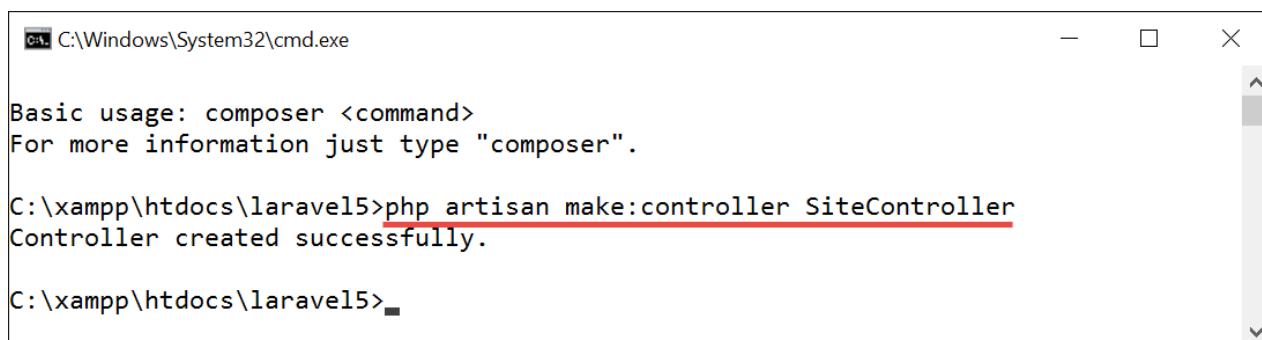 C:\Windows\System32\cmd.exe
Basic usage: composer <command>
For more information just type "composer".
C:\xampp\htdocs\laravel5>php artisan make:controller SiteController
Controller created successfully.
C:\xampp\htdocs\laravel5>